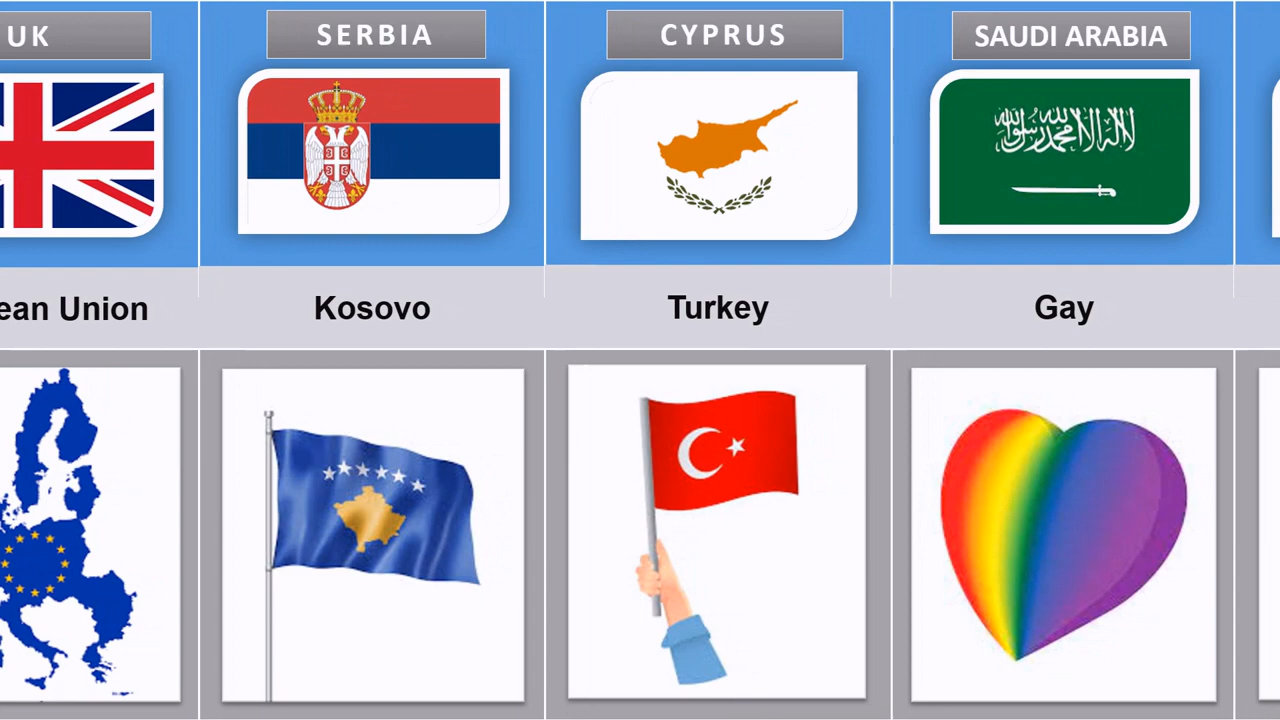 UK
SERBIA
CYPRUS
SAUDI ARABIA
ean Union
Kosovo
Turkey
Gay
لا إله إلا الله محمد رسول الله